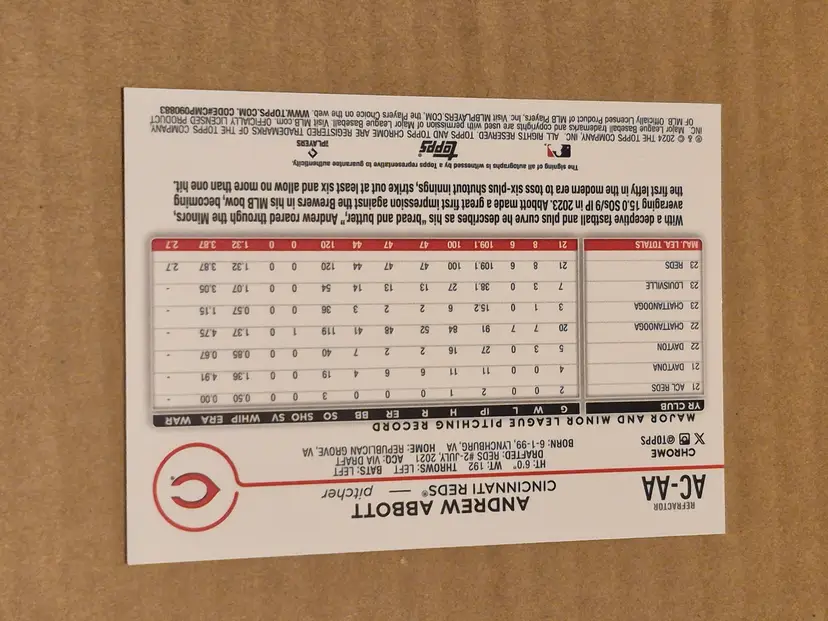 AC-AA
REFRACTOR
ANDREW ABBOTT
CINCINNATI REDS® — pitcher
HT: 6'0" WT: 192 THROWS: LEFT BATS: LEFT
DRAFTED: REDS #2-JULY, 2021 ACQ: VIA DRAFT
BORN: 6-1-99, LYNCHBURG, VA HOME: REPUBLICAN GROVE, VA
CHROME
@TOPPS
MAJOR AND MINOR LEAGUE PITCHING RECORD
YR CLUB G W L IP H R ER BB SO SHO SV WHIP ERA WAR
21 ACL REDS 2 0 0 2 1 0 0 0 3 0 0 0.50 0.00 -
21 DAYTONA 4 0 0 11 11 6 6 4 19 0 0 1.36 4.91 -
22 DAYTON 5 3 0 27 16 2 2 7 40 0 0 0.85 0.67 -
22 CHATTANOOGA 20 7 7 91 84 52 48 41 119 1 0 1.37 4.75 -
23 CHATTANOOGA 3 1 0 15.2 6 2 2 3 36 0 0 0.57 1.15 -
23 LOUISVILLE 7 3 0 38.1 27 13 13 14 54 0 0 1.07 3.05 -
23 REDS 21 8 6 109.1 100 47 47 44 120 0 0 1.32 3.87 2.7
MAJ. LEA. TOTALS 21 8 6 109.1 100 47 47 44 120 0 0 1.32 3.87 2.7
With a deceptive fastball and plus curve he describes as his "bread and butter," Andrew roared through the Minors,
averaging 15.0 SOs/9 IP in 2023. Abbott made a great first impression against the Brewers in his MLB bow, becoming
the first lefty in the modern era to toss six-plus shutout innings, strike out at least six and allow no more than one hit.
The signing of all autographs is witnessed by a Topps representative to guarantee authenticity.
topps
PLAYERS
® & © 2024 THE TOPPS COMPANY, INC. ALL RIGHTS RESERVED. TOPPS AND TOPPS CHROME ARE REGISTERED TRADEMARKS OF THE TOPPS COMPANY,
INC. Major League Baseball trademarks and copyrights are used with permission of Major League Baseball. Visit MLB.com. OFFICIALLY LICENSED PRODUCT
OF MLB PLAYERS, INC. Visit MLBPLAYERS.COM, the Players Choice on the web. WWW.TOPPS.COM. CODE#CMP090883